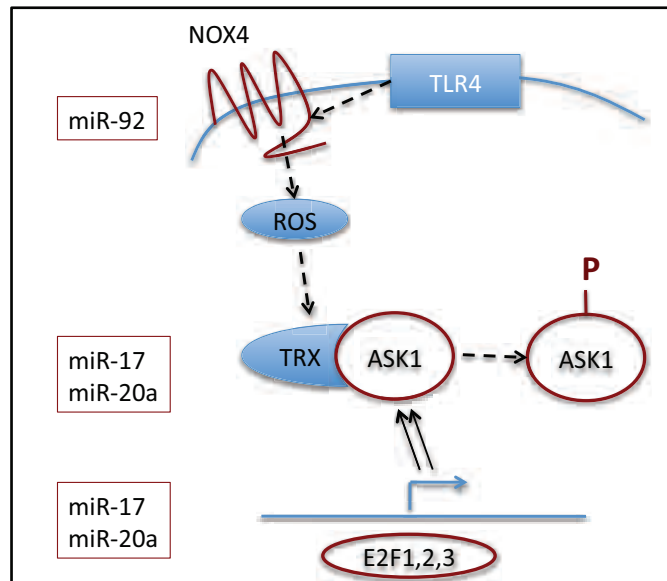 NOX4
TLR4
miR-92
ROS
P
miR-17
miR-20a
TRX
ASK1
ASK1
miR-17
miR-20a
E2F1,2,3